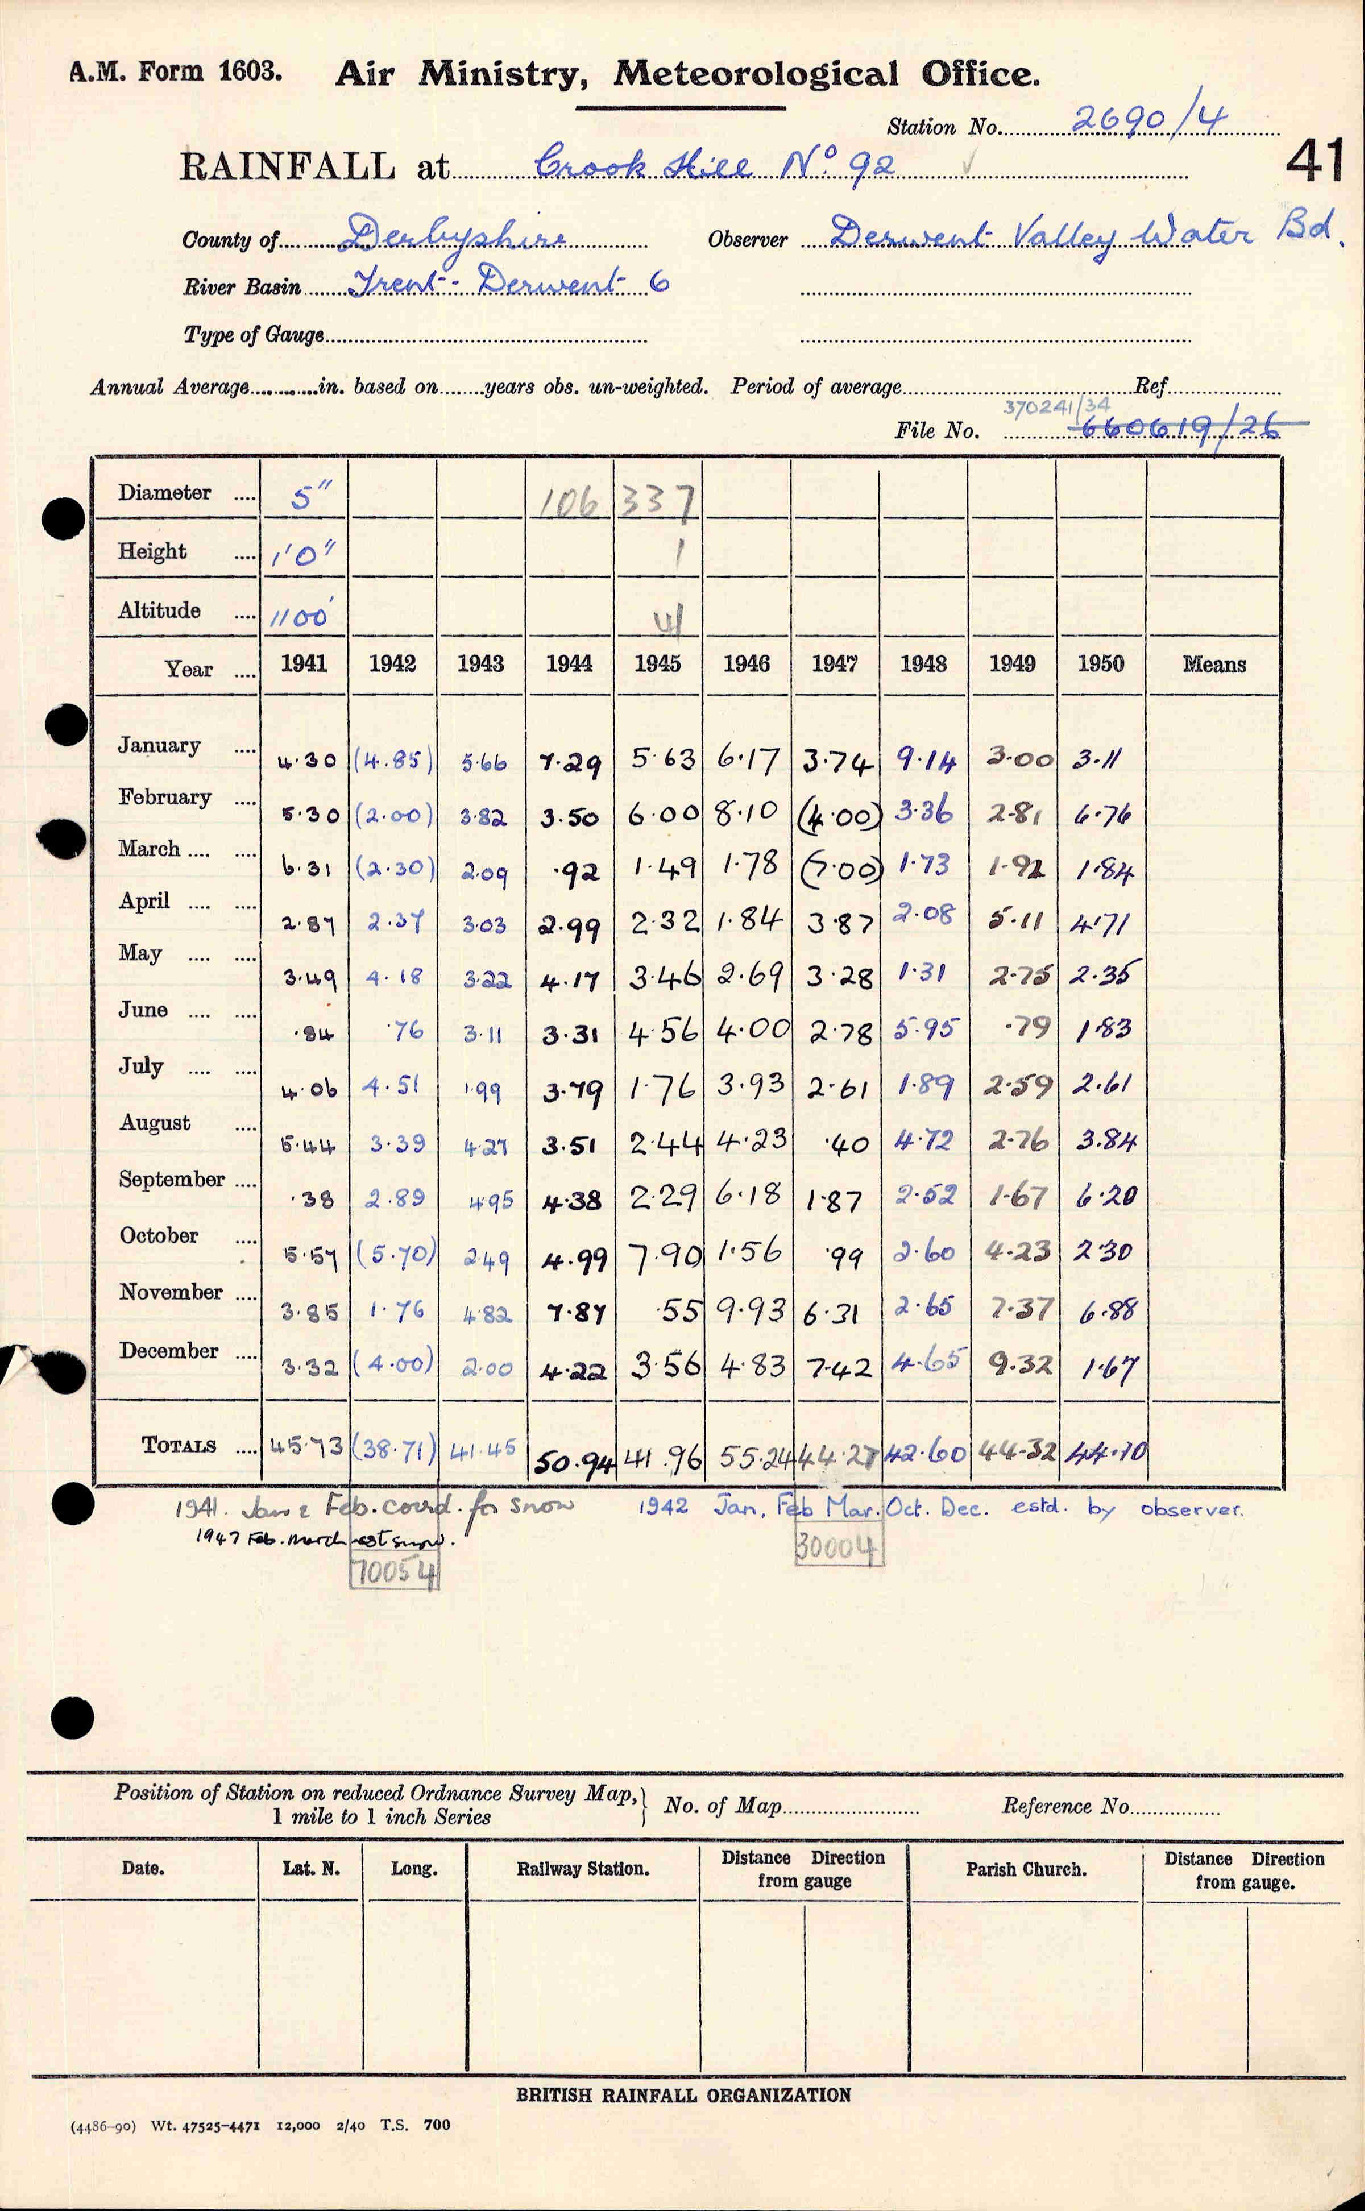 A.M. Form 1603. Air Ministry, Meteorological Office.
Station No. 2690/4
RAINFALL at Crook Hill No. 92
41
County of Derbyshire Observer Derwent Valley Water Bd.
River Basin Trent - Derwent 6
Type of Gauge
Annual Average in. based on years obs. un-weighted. Period of average Ref
370241/34
File No. 660619/26
Diameter .... 5" 106 337
Height .... 1'0" 1
Altitude .... 1100'
Year .... 1941 1942 1943 1944 1945 1946 1947 1948 1949 1950 Means
January .... 4.30 (4.85) 5.66 7.29 5.63 6.17 3.74 9.14 3.00 3.11
February .... 5.30 (2.00) 3.82 3.50 6.00 8.10 (4.00) 3.36 2.81 6.76
March .... .... 6.31 (2.30) 2.09 .92 1.49 1.78 (7.00) 1.73 1.92 1.84
April .... .... 2.87 2.37 3.03 2.99 2.32 1.84 3.87 2.08 5.11 4.71
May .... .... 3.49 4.18 3.22 4.17 3.46 2.69 3.28 1.31 2.75 2.35
June .... .... .84 .76 3.11 3.31 4.56 4.00 2.78 5.95 .79 1.83
July .... .... 4.06 4.51 1.99 3.79 1.76 3.93 2.61 1.89 2.59 2.61
August .... 5.44 3.39 4.27 3.51 2.44 4.23 .40 4.72 2.76 3.84
September .... .38 2.89 4.95 4.38 2.29 6.18 1.87 2.52 1.67 6.20
October .... 5.57 (5.70) 2.49 4.99 7.90 1.56 .99 2.60 4.23 2.30
November .... 3.85 1.76 4.82 7.87 .55 9.93 6.31 2.65 7.37 6.88
December .... 3.32 (4.00) 2.00 4.22 3.56 4.83 7.42 4.65 9.32 1.67
TOTALS .... 45.73 (38.71) 41.45 50.94 41.96 55.24 44.27 42.60 44.32 44.10
1941. Jan & Feb. corrd. for snow 1942 Jan, Feb Mar. Oct. Dec. estd. by observer.
1947 Feb. March est snow.
30004
70054
Position of Station on reduced Ordnance Survey Map,
1 mile to 1 inch Series
No. of Map Reference No.
Date. Lat. N. Long. Railway Station. Distance Direction from gauge Parish Church. Distance Direction from gauge.
BRITISH RAINFALL ORGANIZATION
(4486-90) Wt. 47525-4471 12,000 2/40 T.S. 700